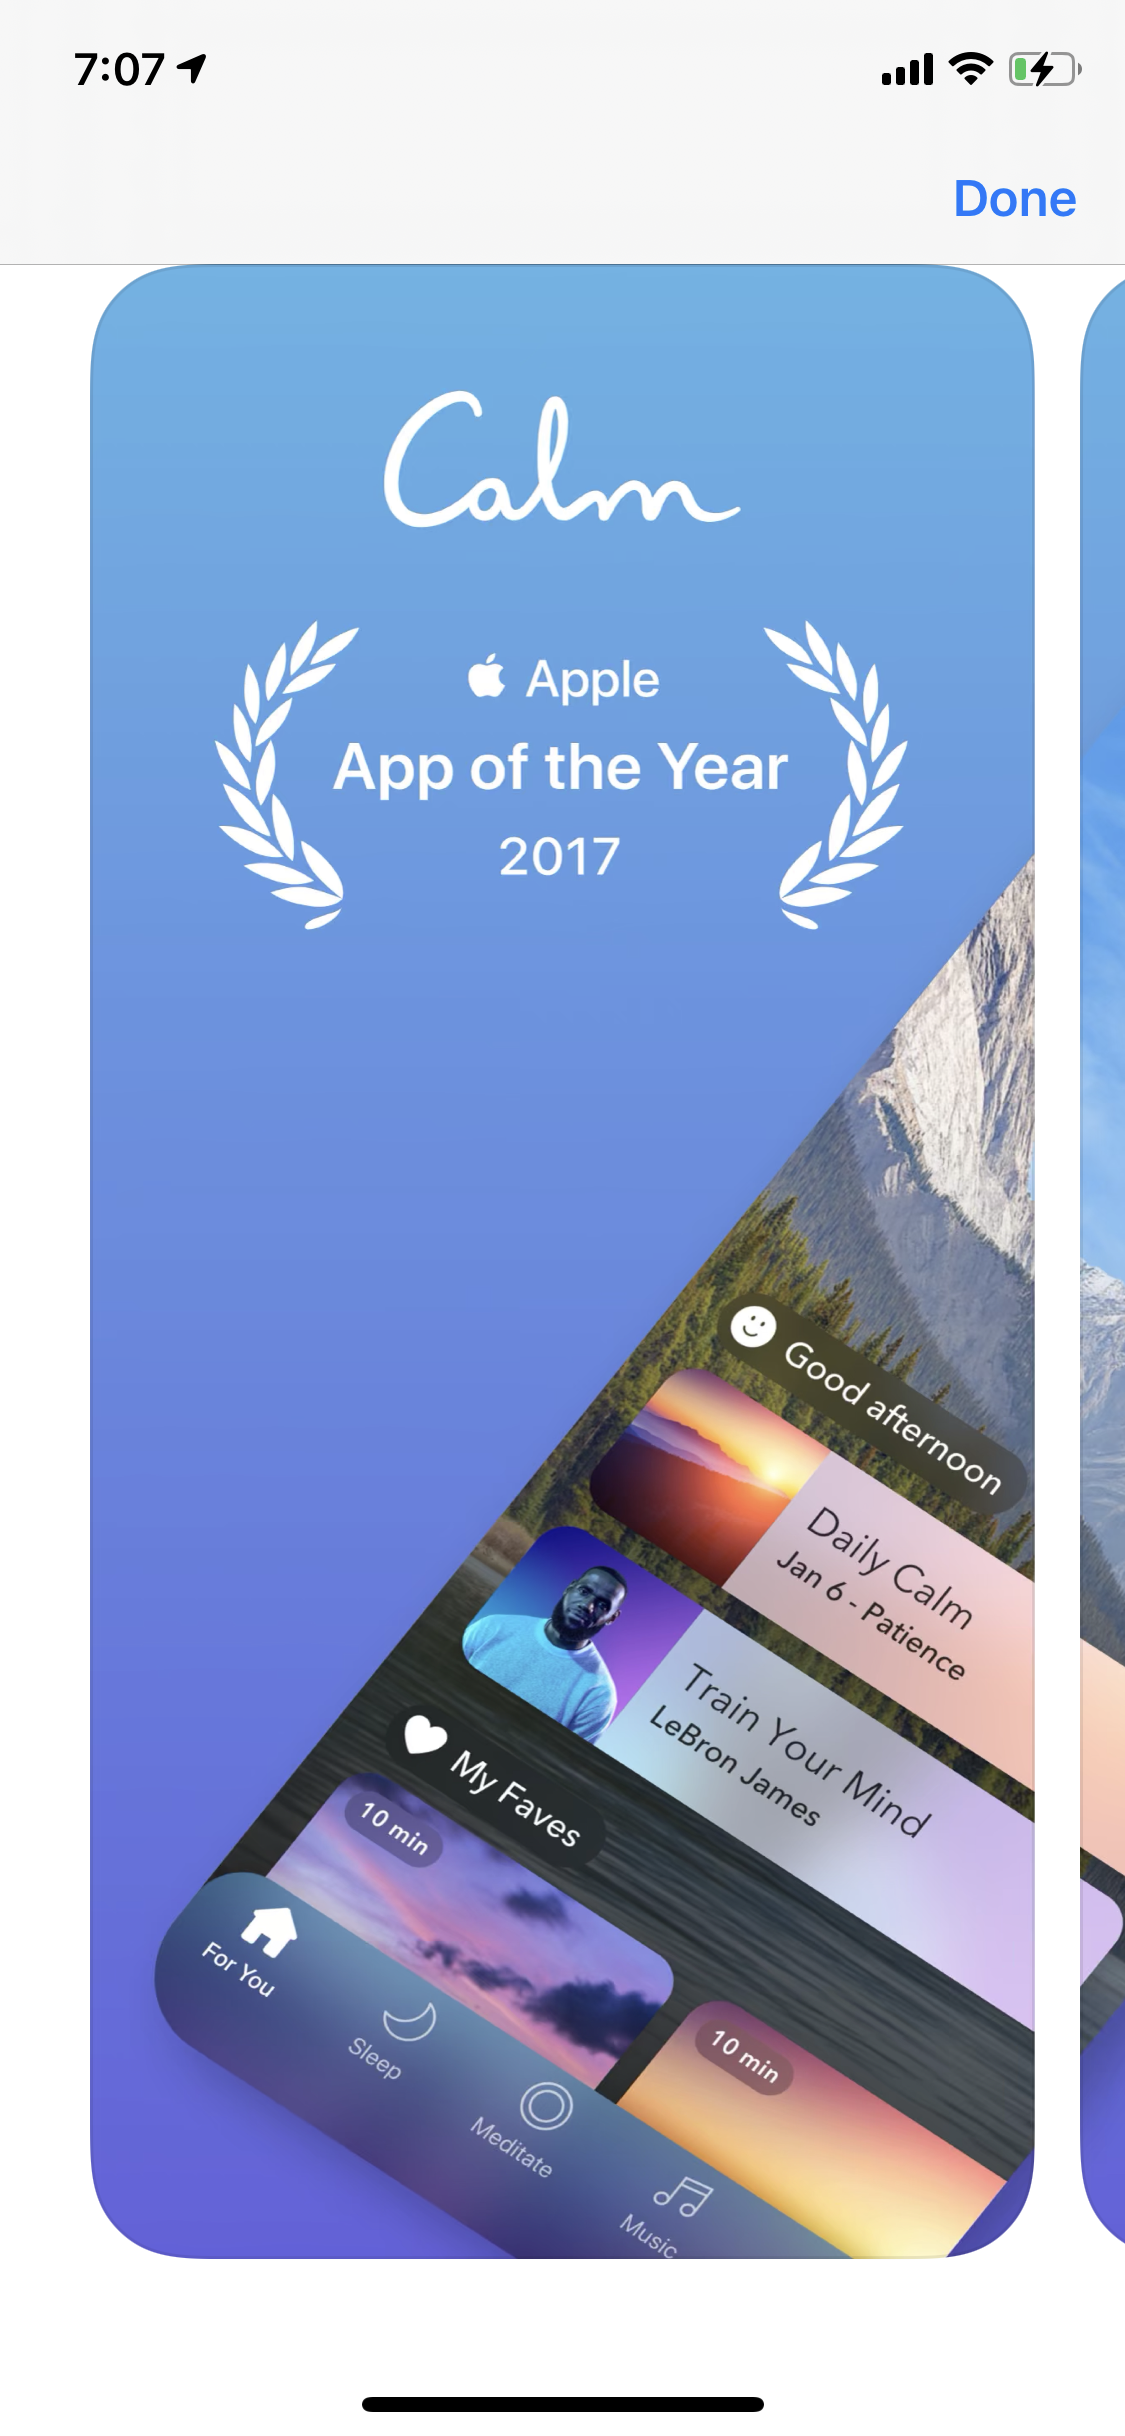 7:07
Done
Calm
Apple
App of the Year
2017
Good afternoon
Daily Calm
Jan 6 - Patience
Train Your Mind
LeBron James
My Faves
10 min
10 min
For You
Sleep
Meditate
Music